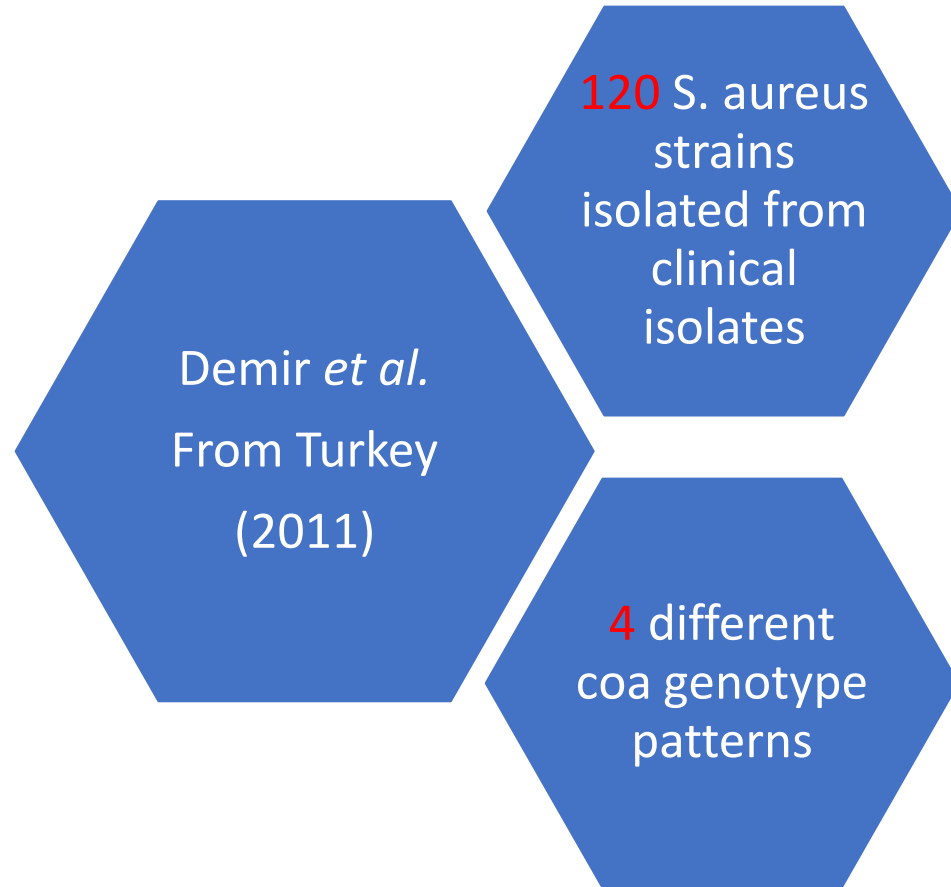 Demir et al.
From Turkey
(2011)
120 S. aureus
strains
isolated from
clinical
isolates
4 different
coa genotype
patterns